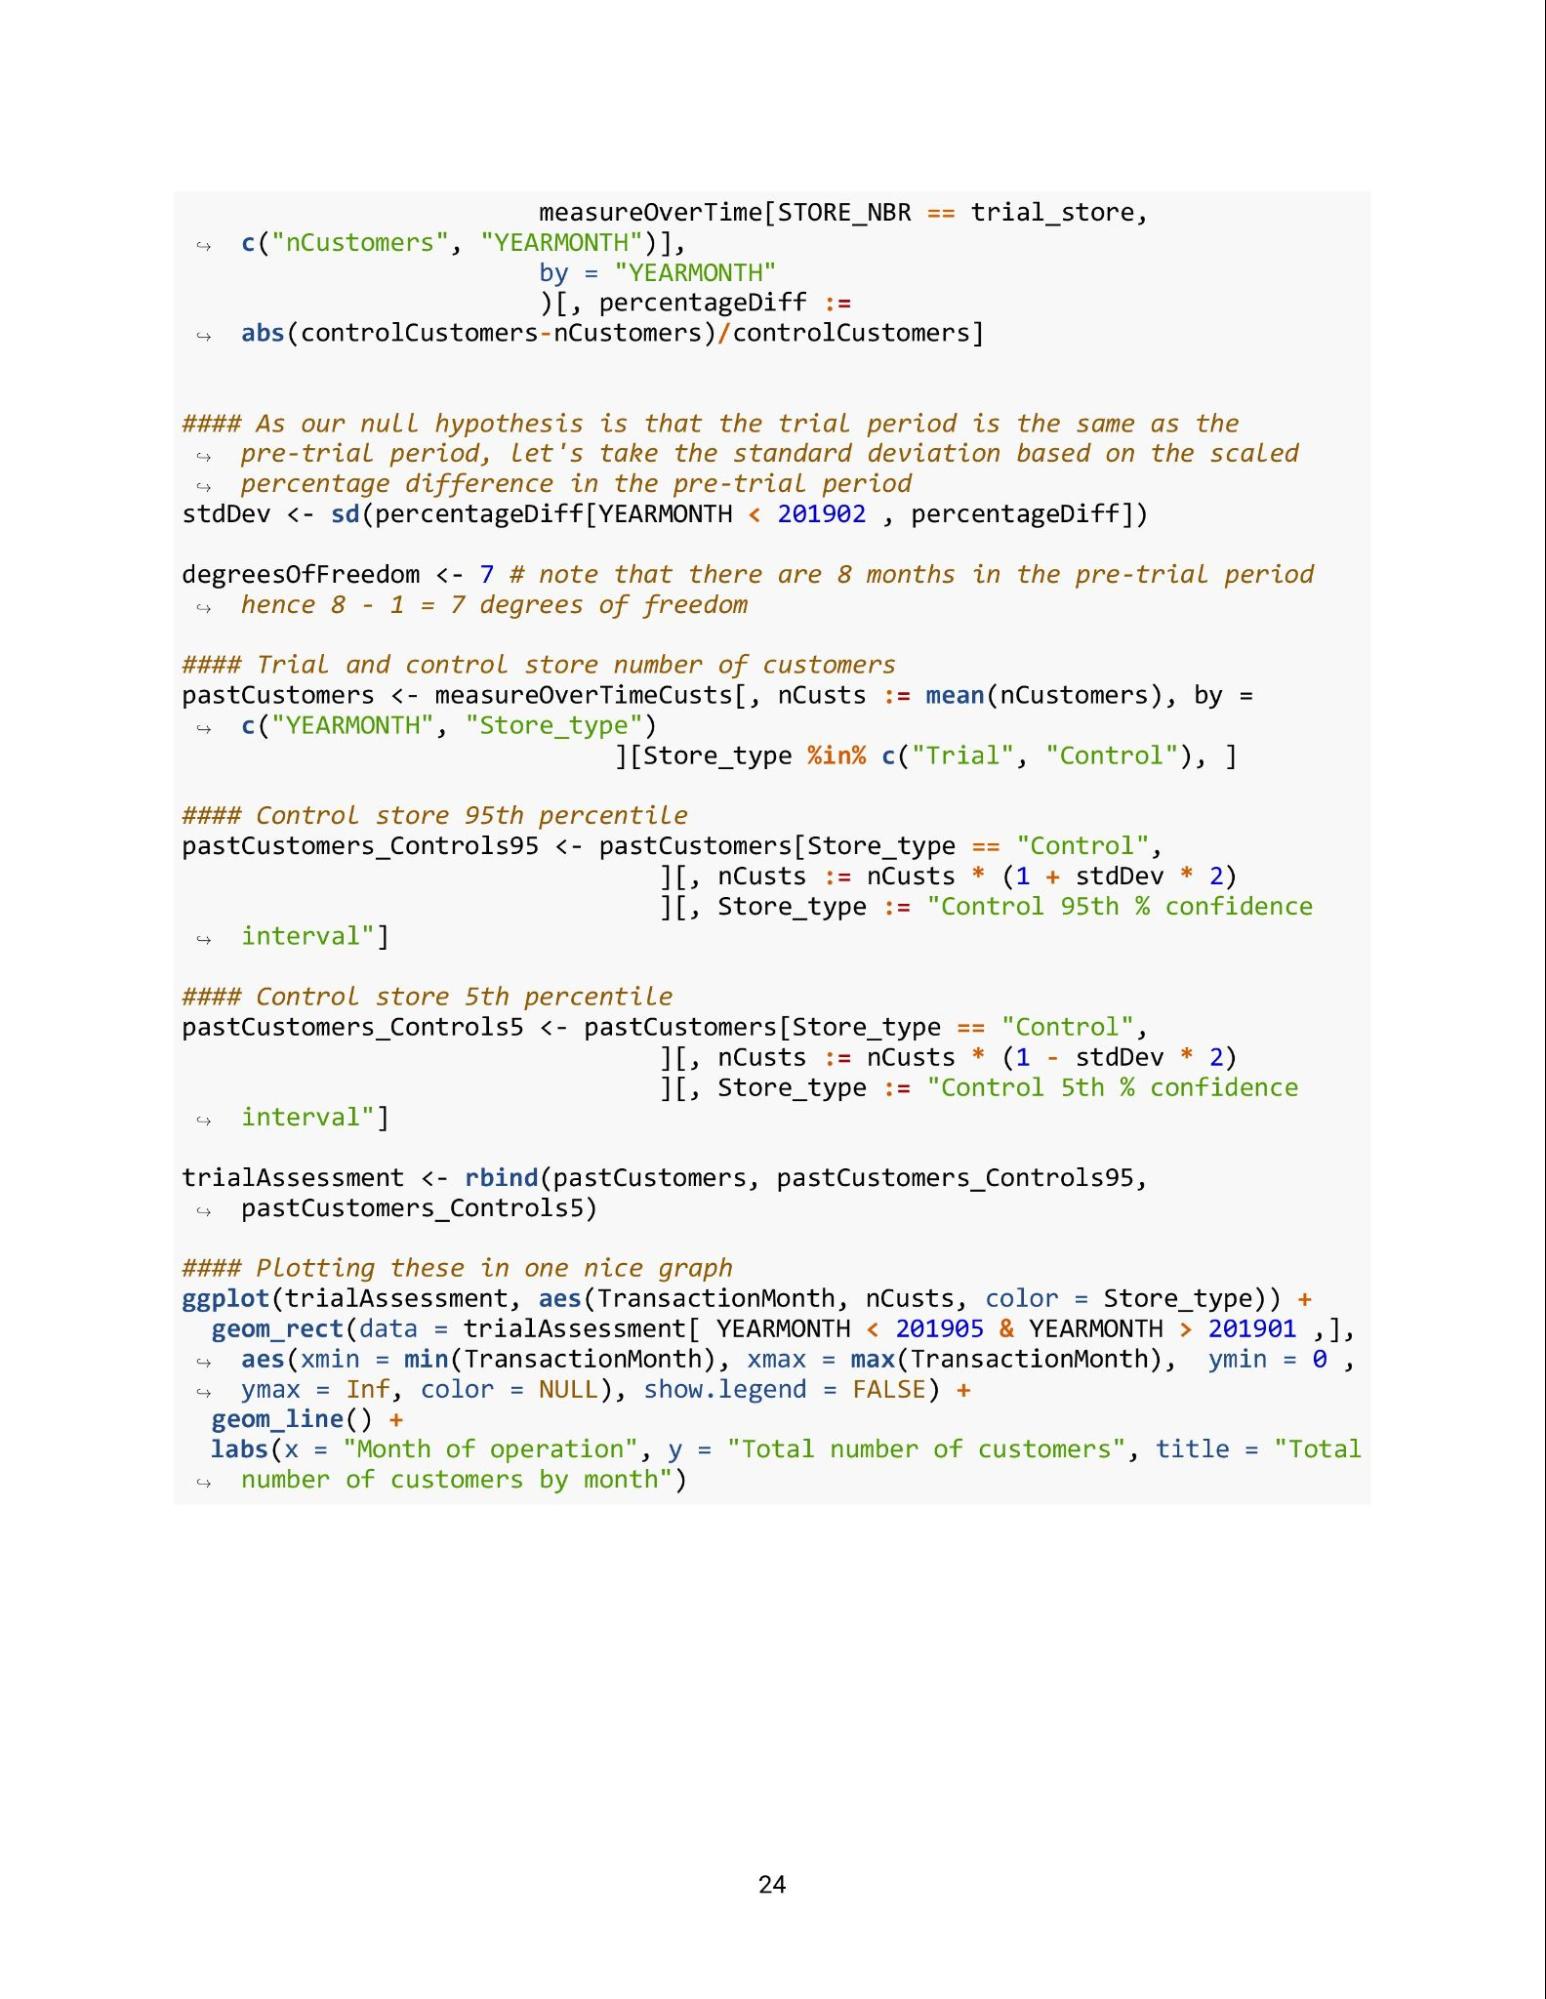 measureOverTime[STORE_NBR == trial_store,
↪ c("nCustomers", "YEARMONTH")],
by = "YEARMONTH"
)[, percentageDiff :=
↪ abs(controlCustomers-nCustomers)/controlCustomers]
#### As our null hypothesis is that the trial period is the same as the
↪ pre-trial period, let's take the standard deviation based on the scaled
↪ percentage difference in the pre-trial period
stdDev <- sd(percentageDiff[YEARMONTH < 201902 , percentageDiff])
degreesOfFreedom <- 7 # note that there are 8 months in the pre-trial period
↪ hence 8 - 1 = 7 degrees of freedom
#### Trial and control store number of customers
pastCustomers <- measureOverTimeCusts[, nCusts := mean(nCustomers), by =
↪ c("YEARMONTH", "Store_type")
][Store_type %in% c("Trial", "Control"), ]
#### Control store 95th percentile
pastCustomers_Controls95 <- pastCustomers[Store_type == "Control",
][, nCusts := nCusts * (1 + stdDev * 2)
][, Store_type := "Control 95th % confidence
↪ interval"]
#### Control store 5th percentile
pastCustomers_Controls5 <- pastCustomers[Store_type == "Control",
][, nCusts := nCusts * (1 - stdDev * 2)
][, Store_type := "Control 5th % confidence
↪ interval"]
trialAssessment <- rbind(pastCustomers, pastCustomers_Controls95,
↪ pastCustomers_Controls5)
#### Plotting these in one nice graph
ggplot(trialAssessment, aes(TransactionMonth, nCusts, color = Store_type)) +
geom_rect(data = trialAssessment[ YEARMONTH < 201905 & YEARMONTH > 201901 ,],
↪ aes(xmin = min(TransactionMonth), xmax = max(TransactionMonth), ymin = 0 ,
↪ ymax = Inf, color = NULL), show.legend = FALSE) +
geom_line() +
labs(x = "Month of operation", y = "Total number of customers", title = "Total
↪ number of customers by month")
24